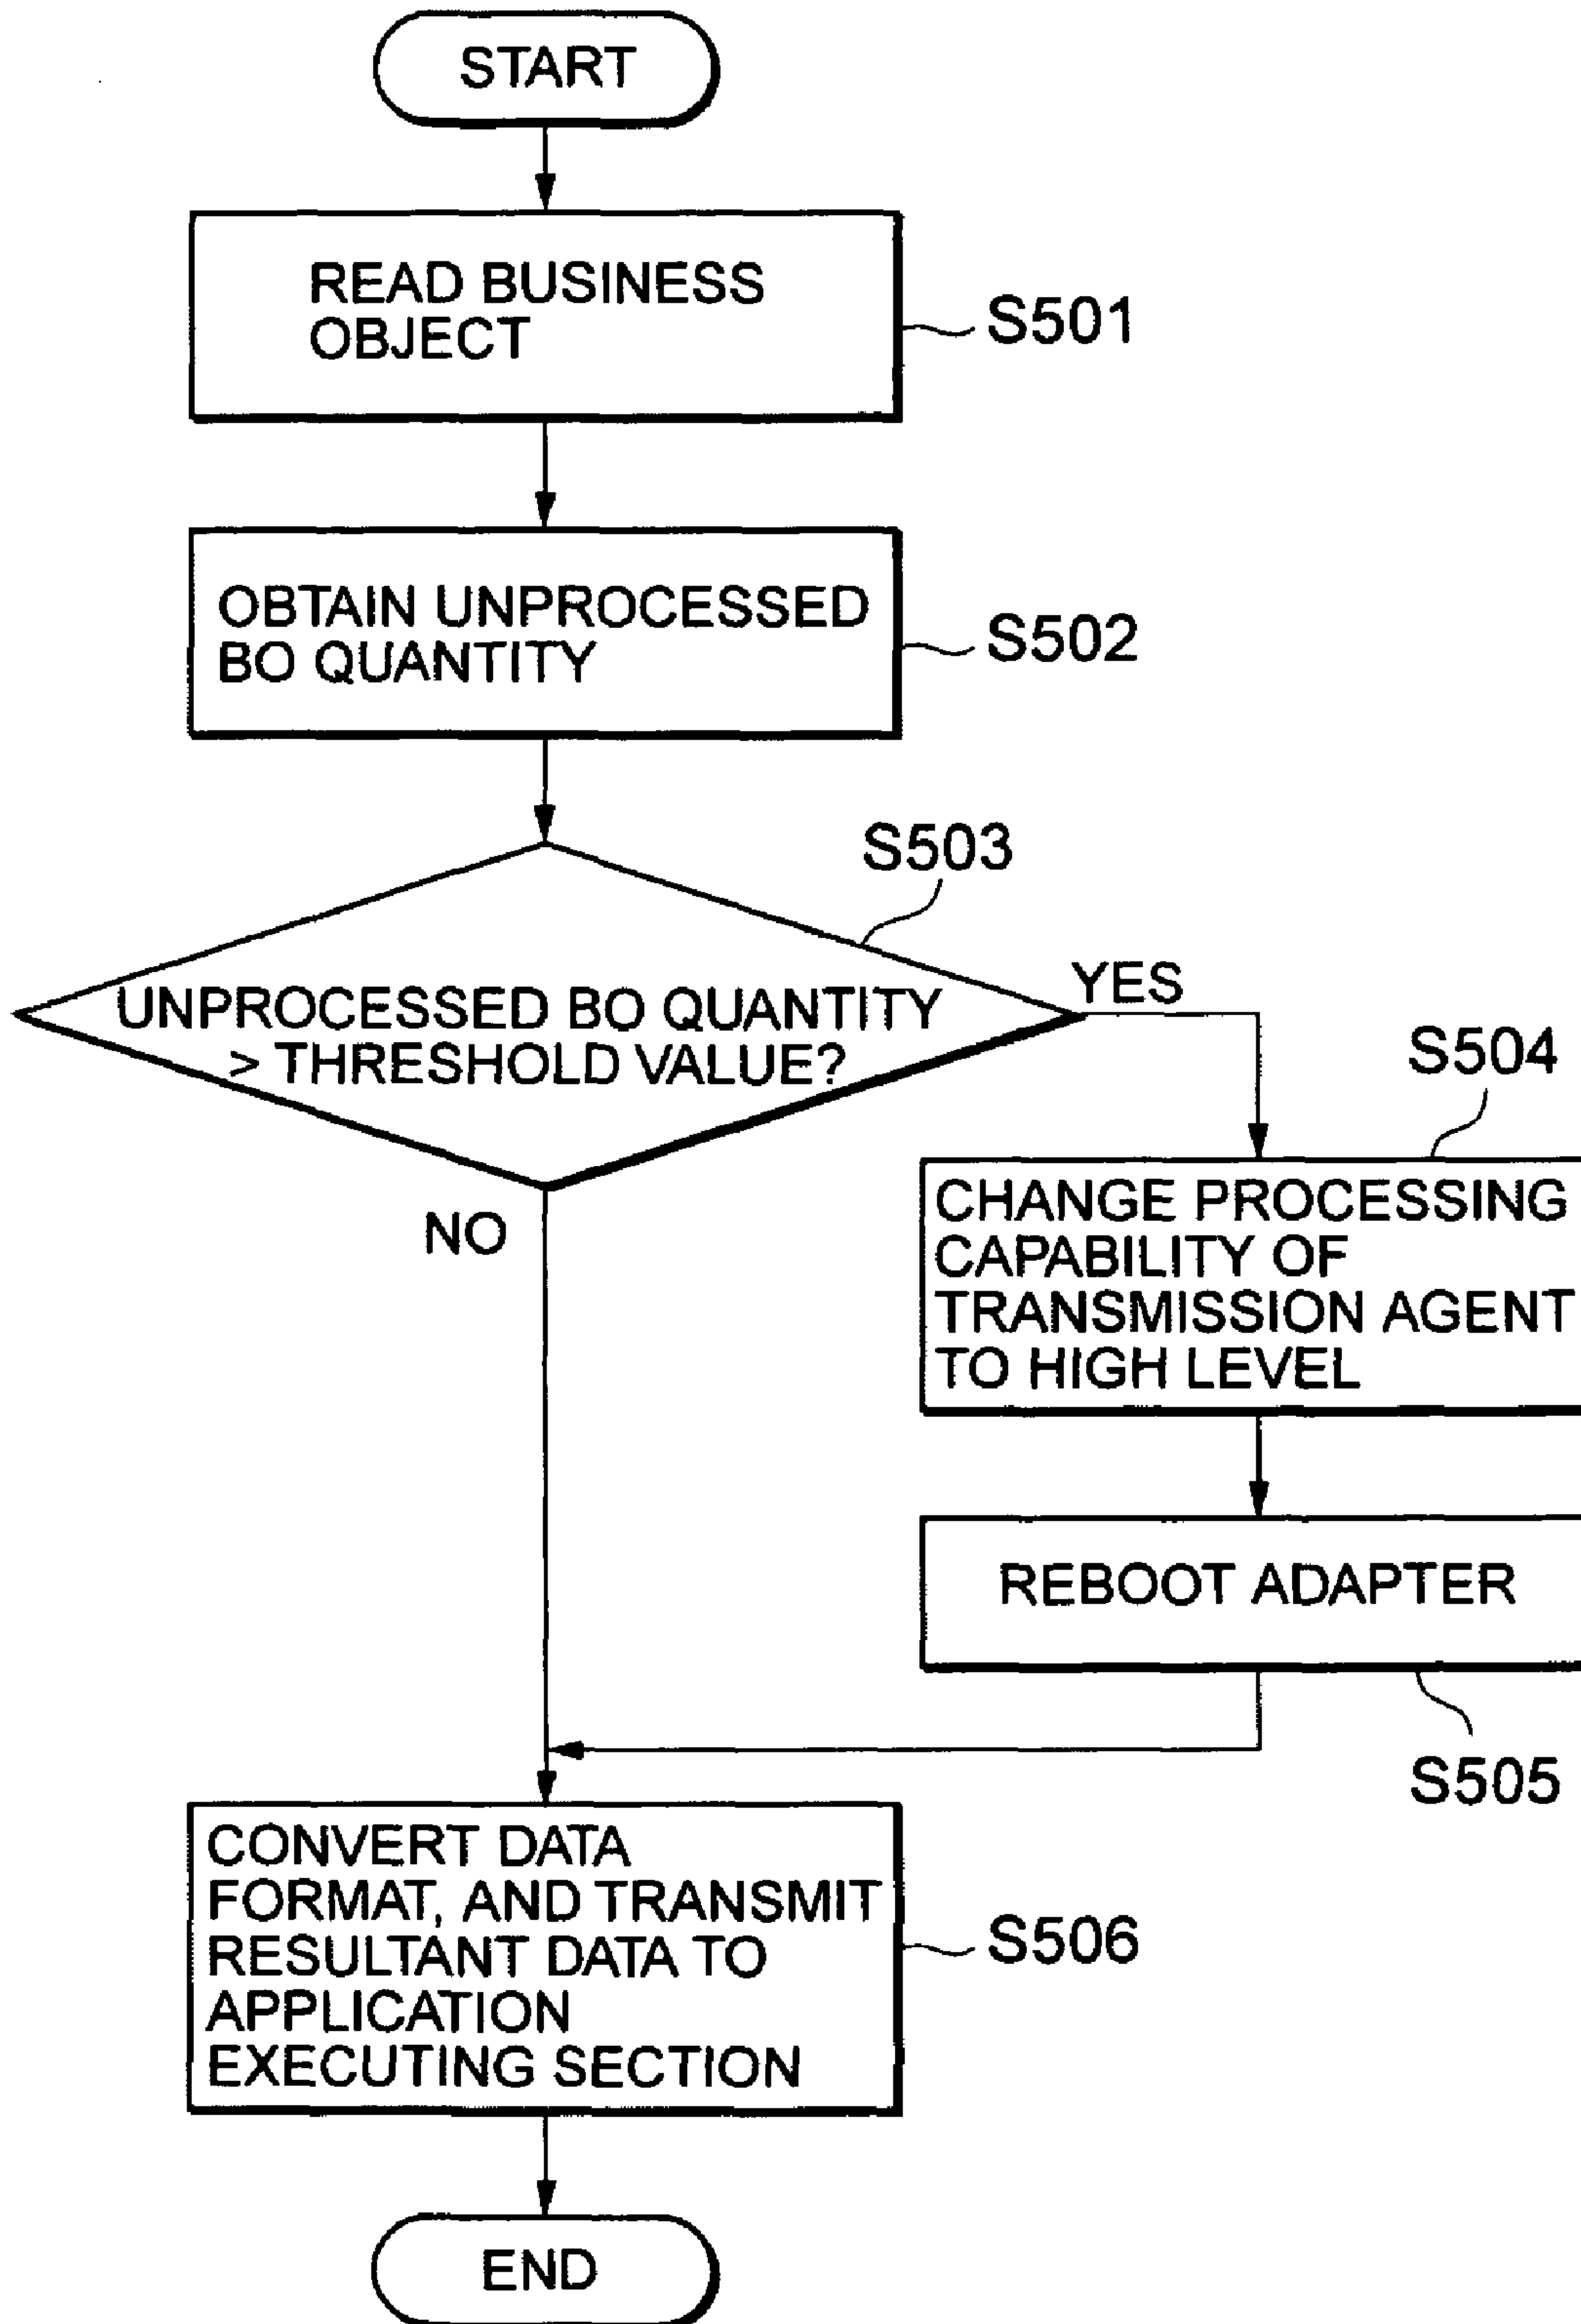 START
READ BUSINESS
OBJECT
S501
OBTAIN UNPROCESSED
BO QUANTITY
S502
S503
UNPROCESSED BO QUANTITY
> THRESHOLD VALUE?
YES
NO
S504
CHANGE PROCESSING
CAPABILITY OF
TRANSMISSION AGENT
TO HIGH LEVEL
REBOOT ADAPTER
S505
CONVERT DATA
FORMAT, AND TRANSMIT
RESULTANT DATA TO
APPLICATION
EXECUTING SECTION
S506
END